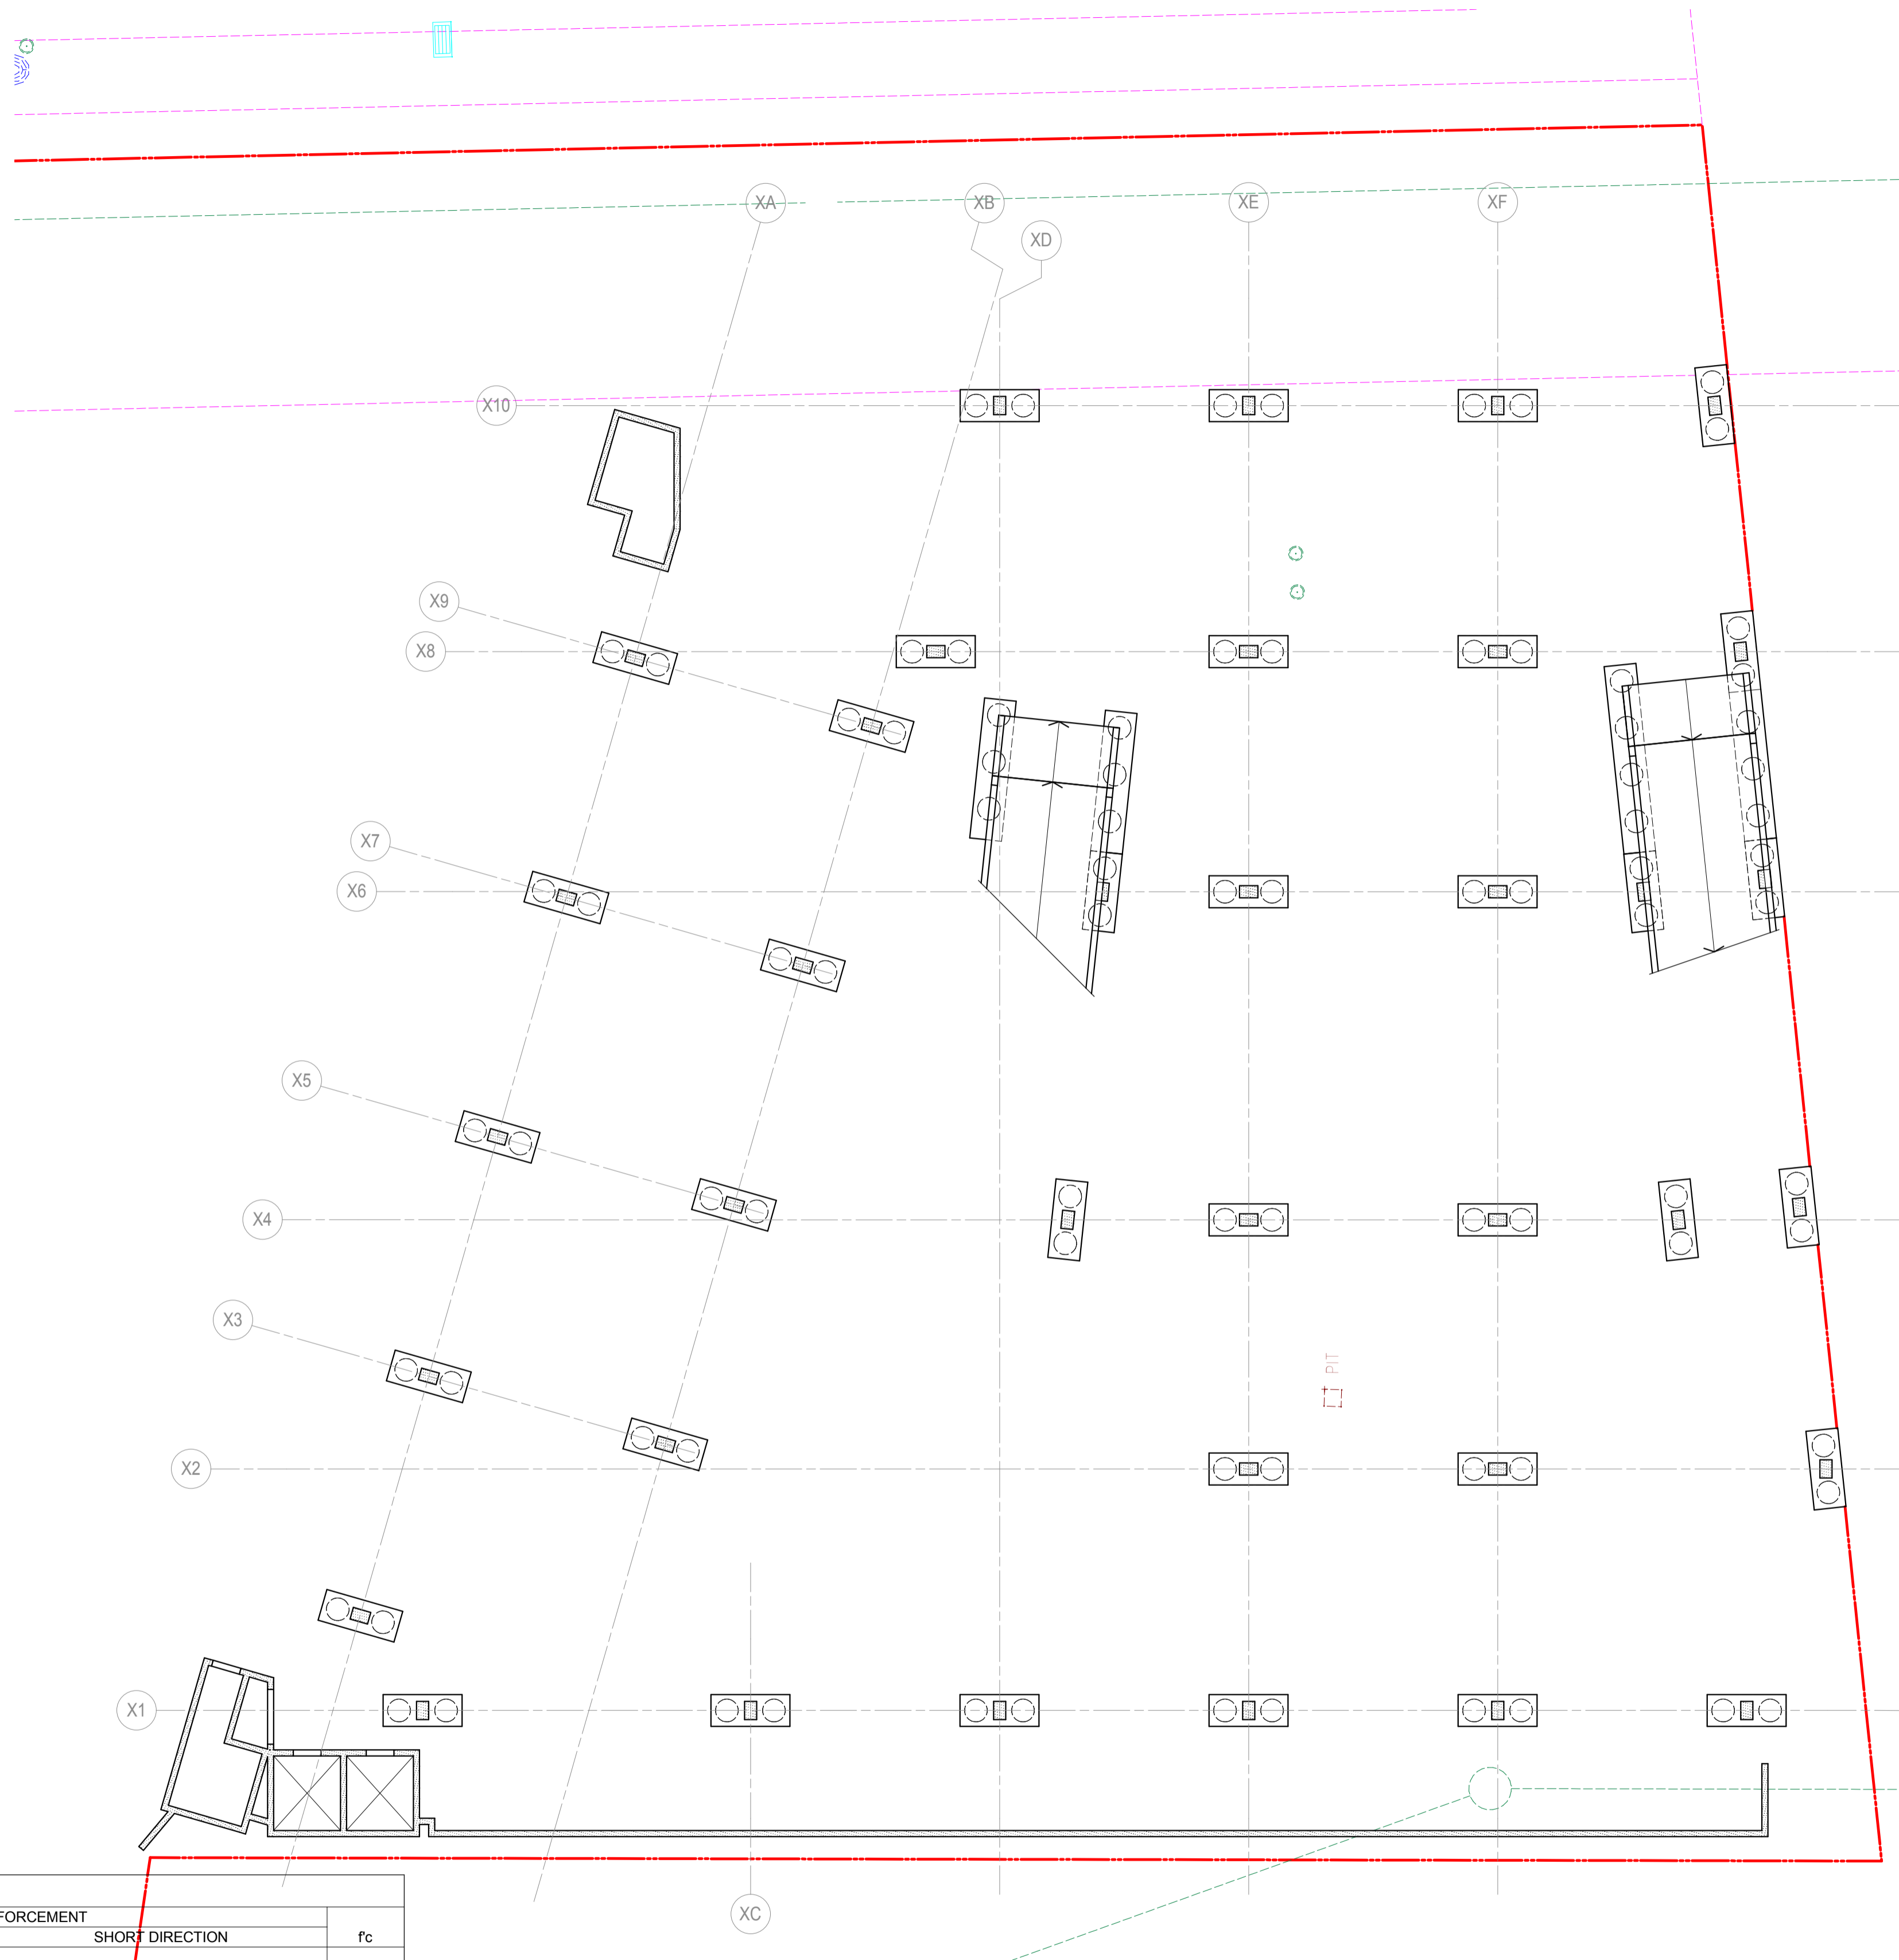 XA
XB
XE
XF
XD
X10
X9
X8
X7
X6
X5
X4
X3
PIT
X2
X1
XC
FORCEMENT
SHORT DIRECTION
f'c